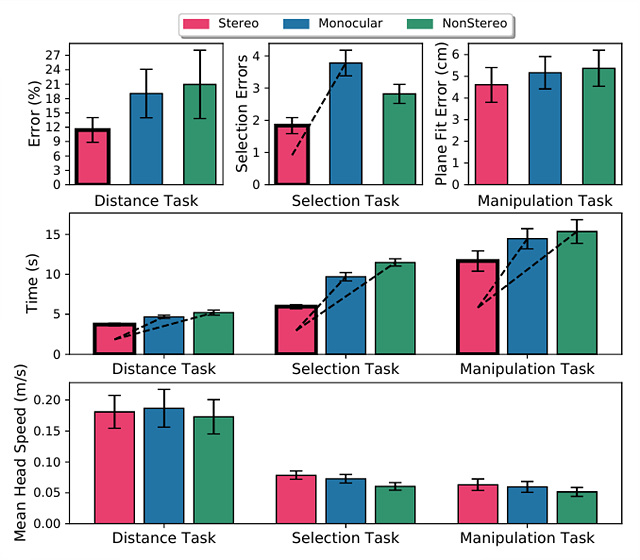 Stereo Monocular NonStereo
Error (%)
27
24
21
18
15
12
9
6
3
0
Distance Task
Selection Errors
4
3
2
1
0
Selection Task
Plane Fit Error (cm)
6
5
4
3
2
1
0
Manipulation Task
Time (s)
15
10
5
0
Distance Task Selection Task Manipulation Task
Mean Head Speed (m/s)
0.20
0.15
0.10
0.05
0.00
Distance Task Selection Task Manipulation Task